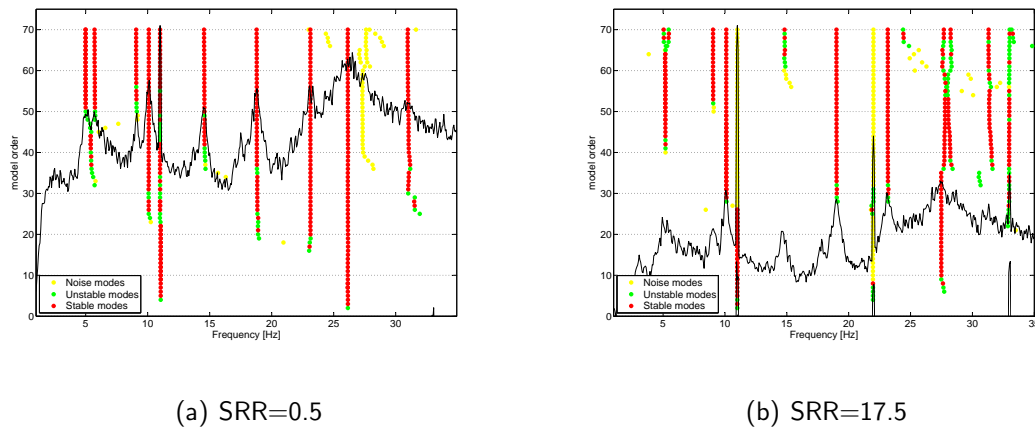 70
60
50
40
30
20
10
0
model order
Noise modes
Unstable modes
Stable modes
5 10 15 20 25 30
Frequency [Hz]
(a) SRR=0.5
70
60
50
40
30
20
10
0
model order
Noise modes
Unstable modes
Stable modes
5 10 15 20 25 30 35
Frequency [Hz]
(b) SRR=17.5